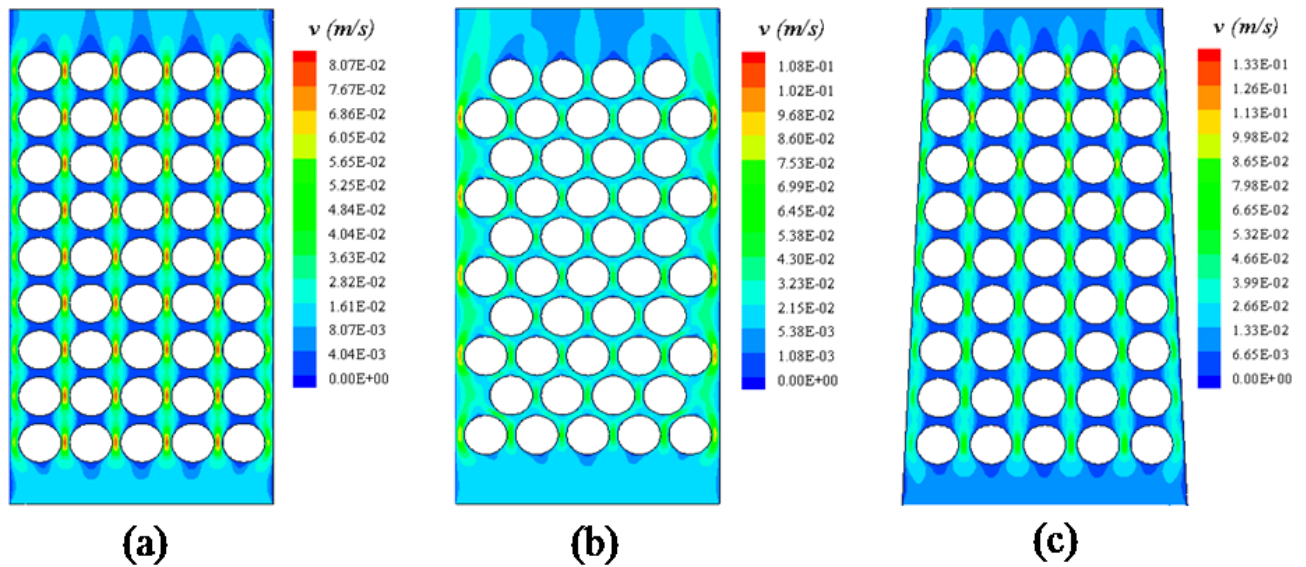 v (m/s)
8.07E-02
7.67E-02
6.86E-02
6.05E-02
5.65E-02
5.25E-02
4.84E-02
4.04E-02
3.63E-02
2.82E-02
1.61E-02
8.07E-03
4.04E-03
0.00E+00
(a)
v (m/s)
1.08E-01
1.02E-01
9.68E-02
8.60E-02
7.53E-02
6.99E-02
6.45E-02
5.38E-02
4.30E-02
3.23E-02
2.15E-02
5.38E-03
1.08E-03
0.00E+00
(b)
v (m/s)
1.33E-01
1.26E-01
1.13E-01
9.98E-02
8.65E-02
7.98E-02
6.65E-02
5.32E-02
4.66E-02
3.99E-02
2.66E-02
1.33E-02
6.65E-03
0.00E+00
(c)